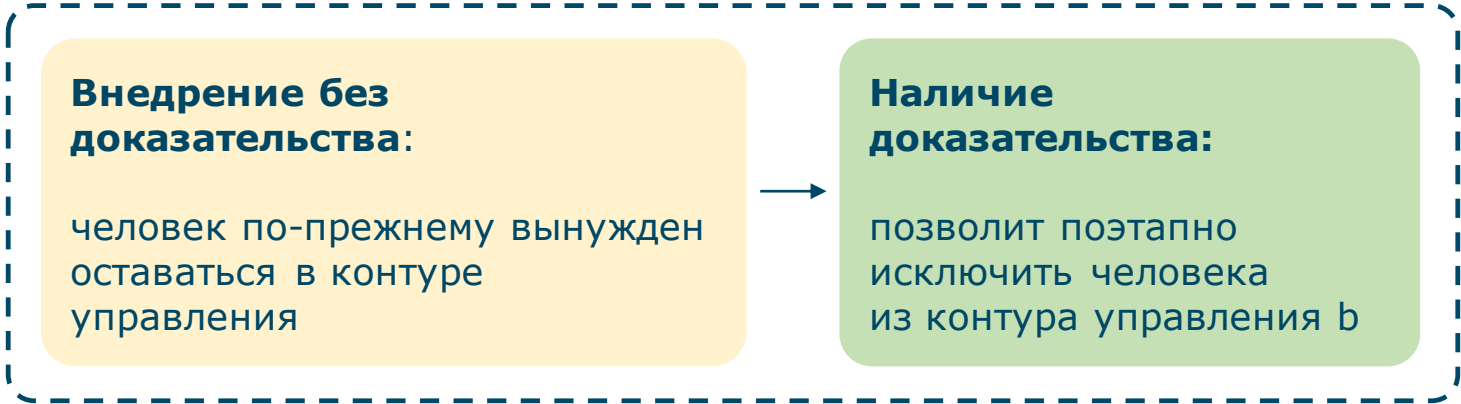 Внедрение без
доказательства:
человек по-прежнему вынужден
оставаться в контуре
управления
Наличие
доказательства:
позволит поэтапно
исключить человека
из контура управления b